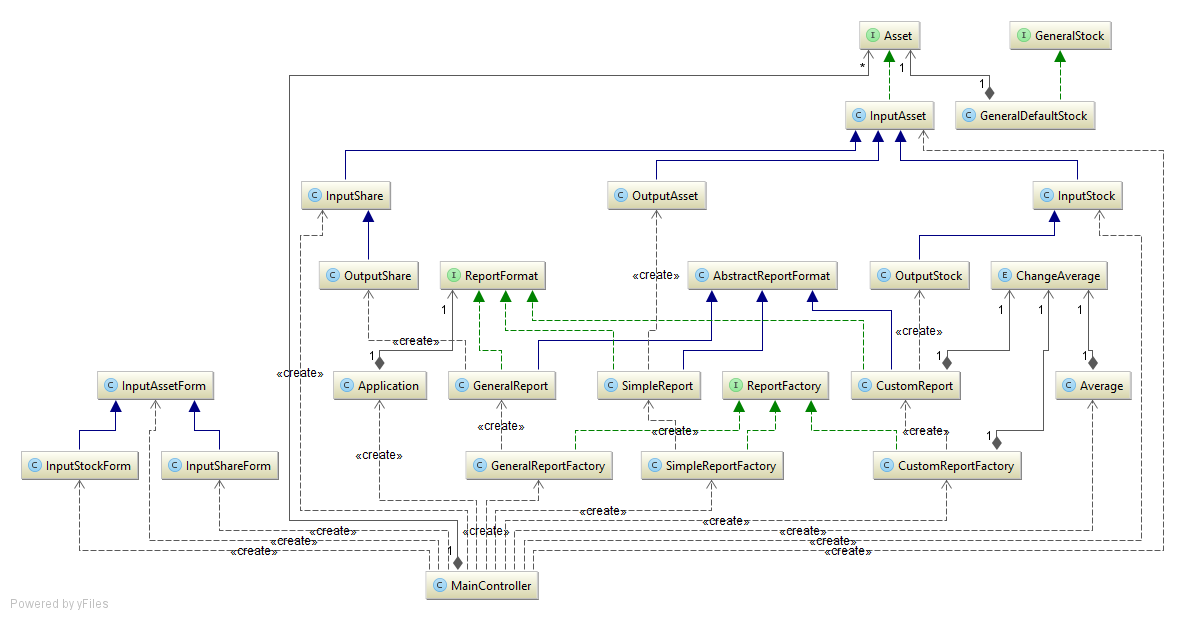 I Asset
I GeneralStock
*
1
1
C InputAsset
C GeneralDefaultStock
C InputShare
C OutputAsset
C InputStock
C OutputShare
I ReportFormat
«create»
C AbstractReportFormat
C OutputStock
E ChangeAverage
1
1
1
1
«create»
«create»
1
1
1
«create»
C InputAssetForm
C Application
C GeneralReport
C SimpleReport
I ReportFactory
C CustomReport
C Average
«create»
«create»
«create»
1
«create»
C InputStockForm
C InputShareForm
C GeneralReportFactory
C SimpleReportFactory
C CustomReportFactory
«create»
«create»
«create»
«create»
«create»
«create»
«create»
«create»
1
«create»
C MainController
Powered by yFiles